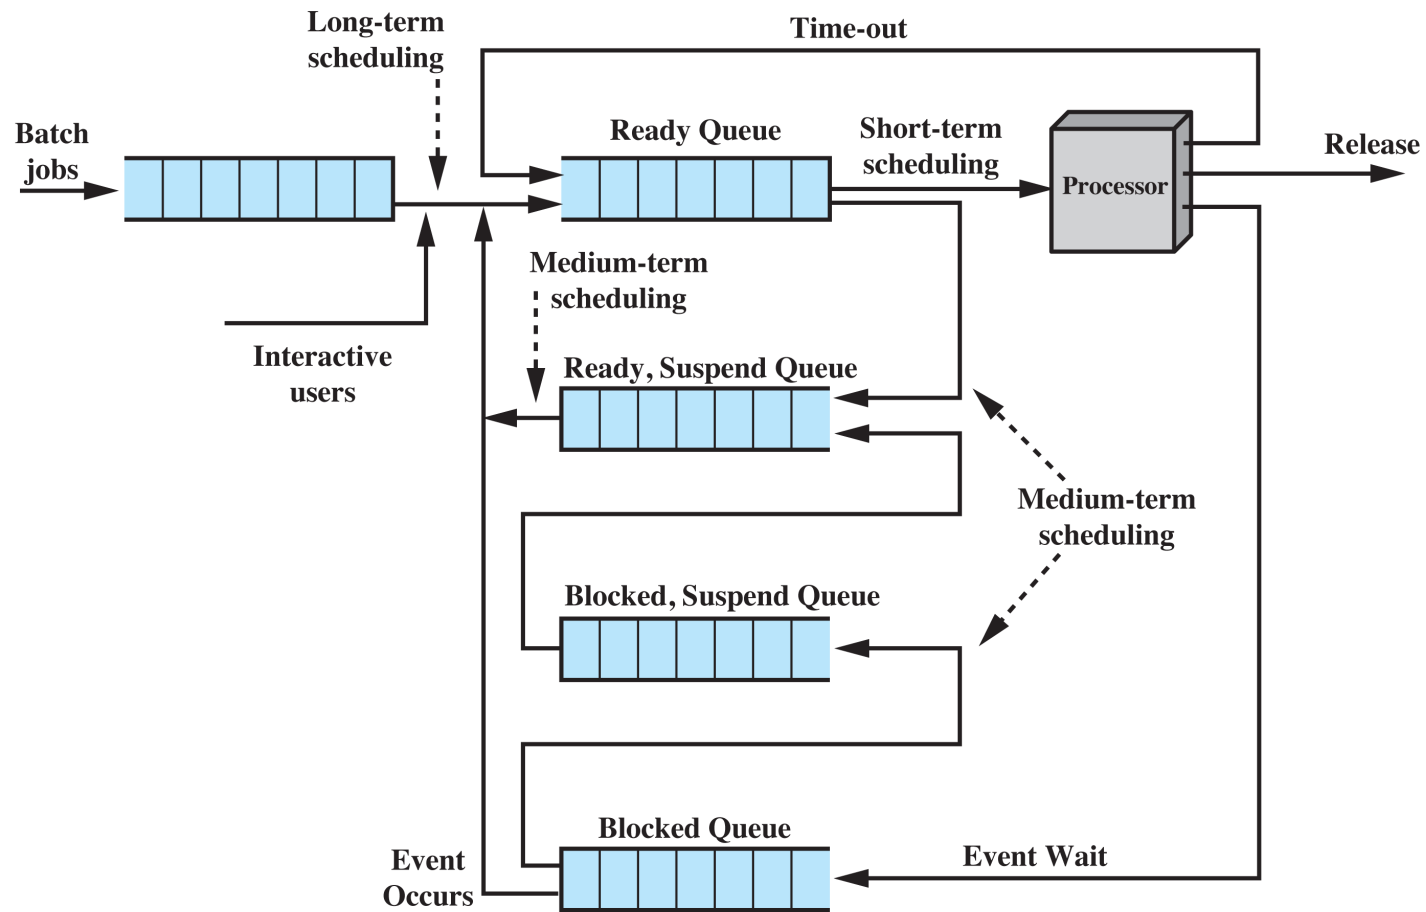 Long-term
scheduling
Time-out
Batch
jobs
Ready Queue
Short-term
scheduling
Processor
Release
Medium-term
scheduling
Interactive
users
Ready, Suspend Queue
Medium-term
scheduling
Blocked, Suspend Queue
Blocked Queue
Event
Occurs
Event Wait